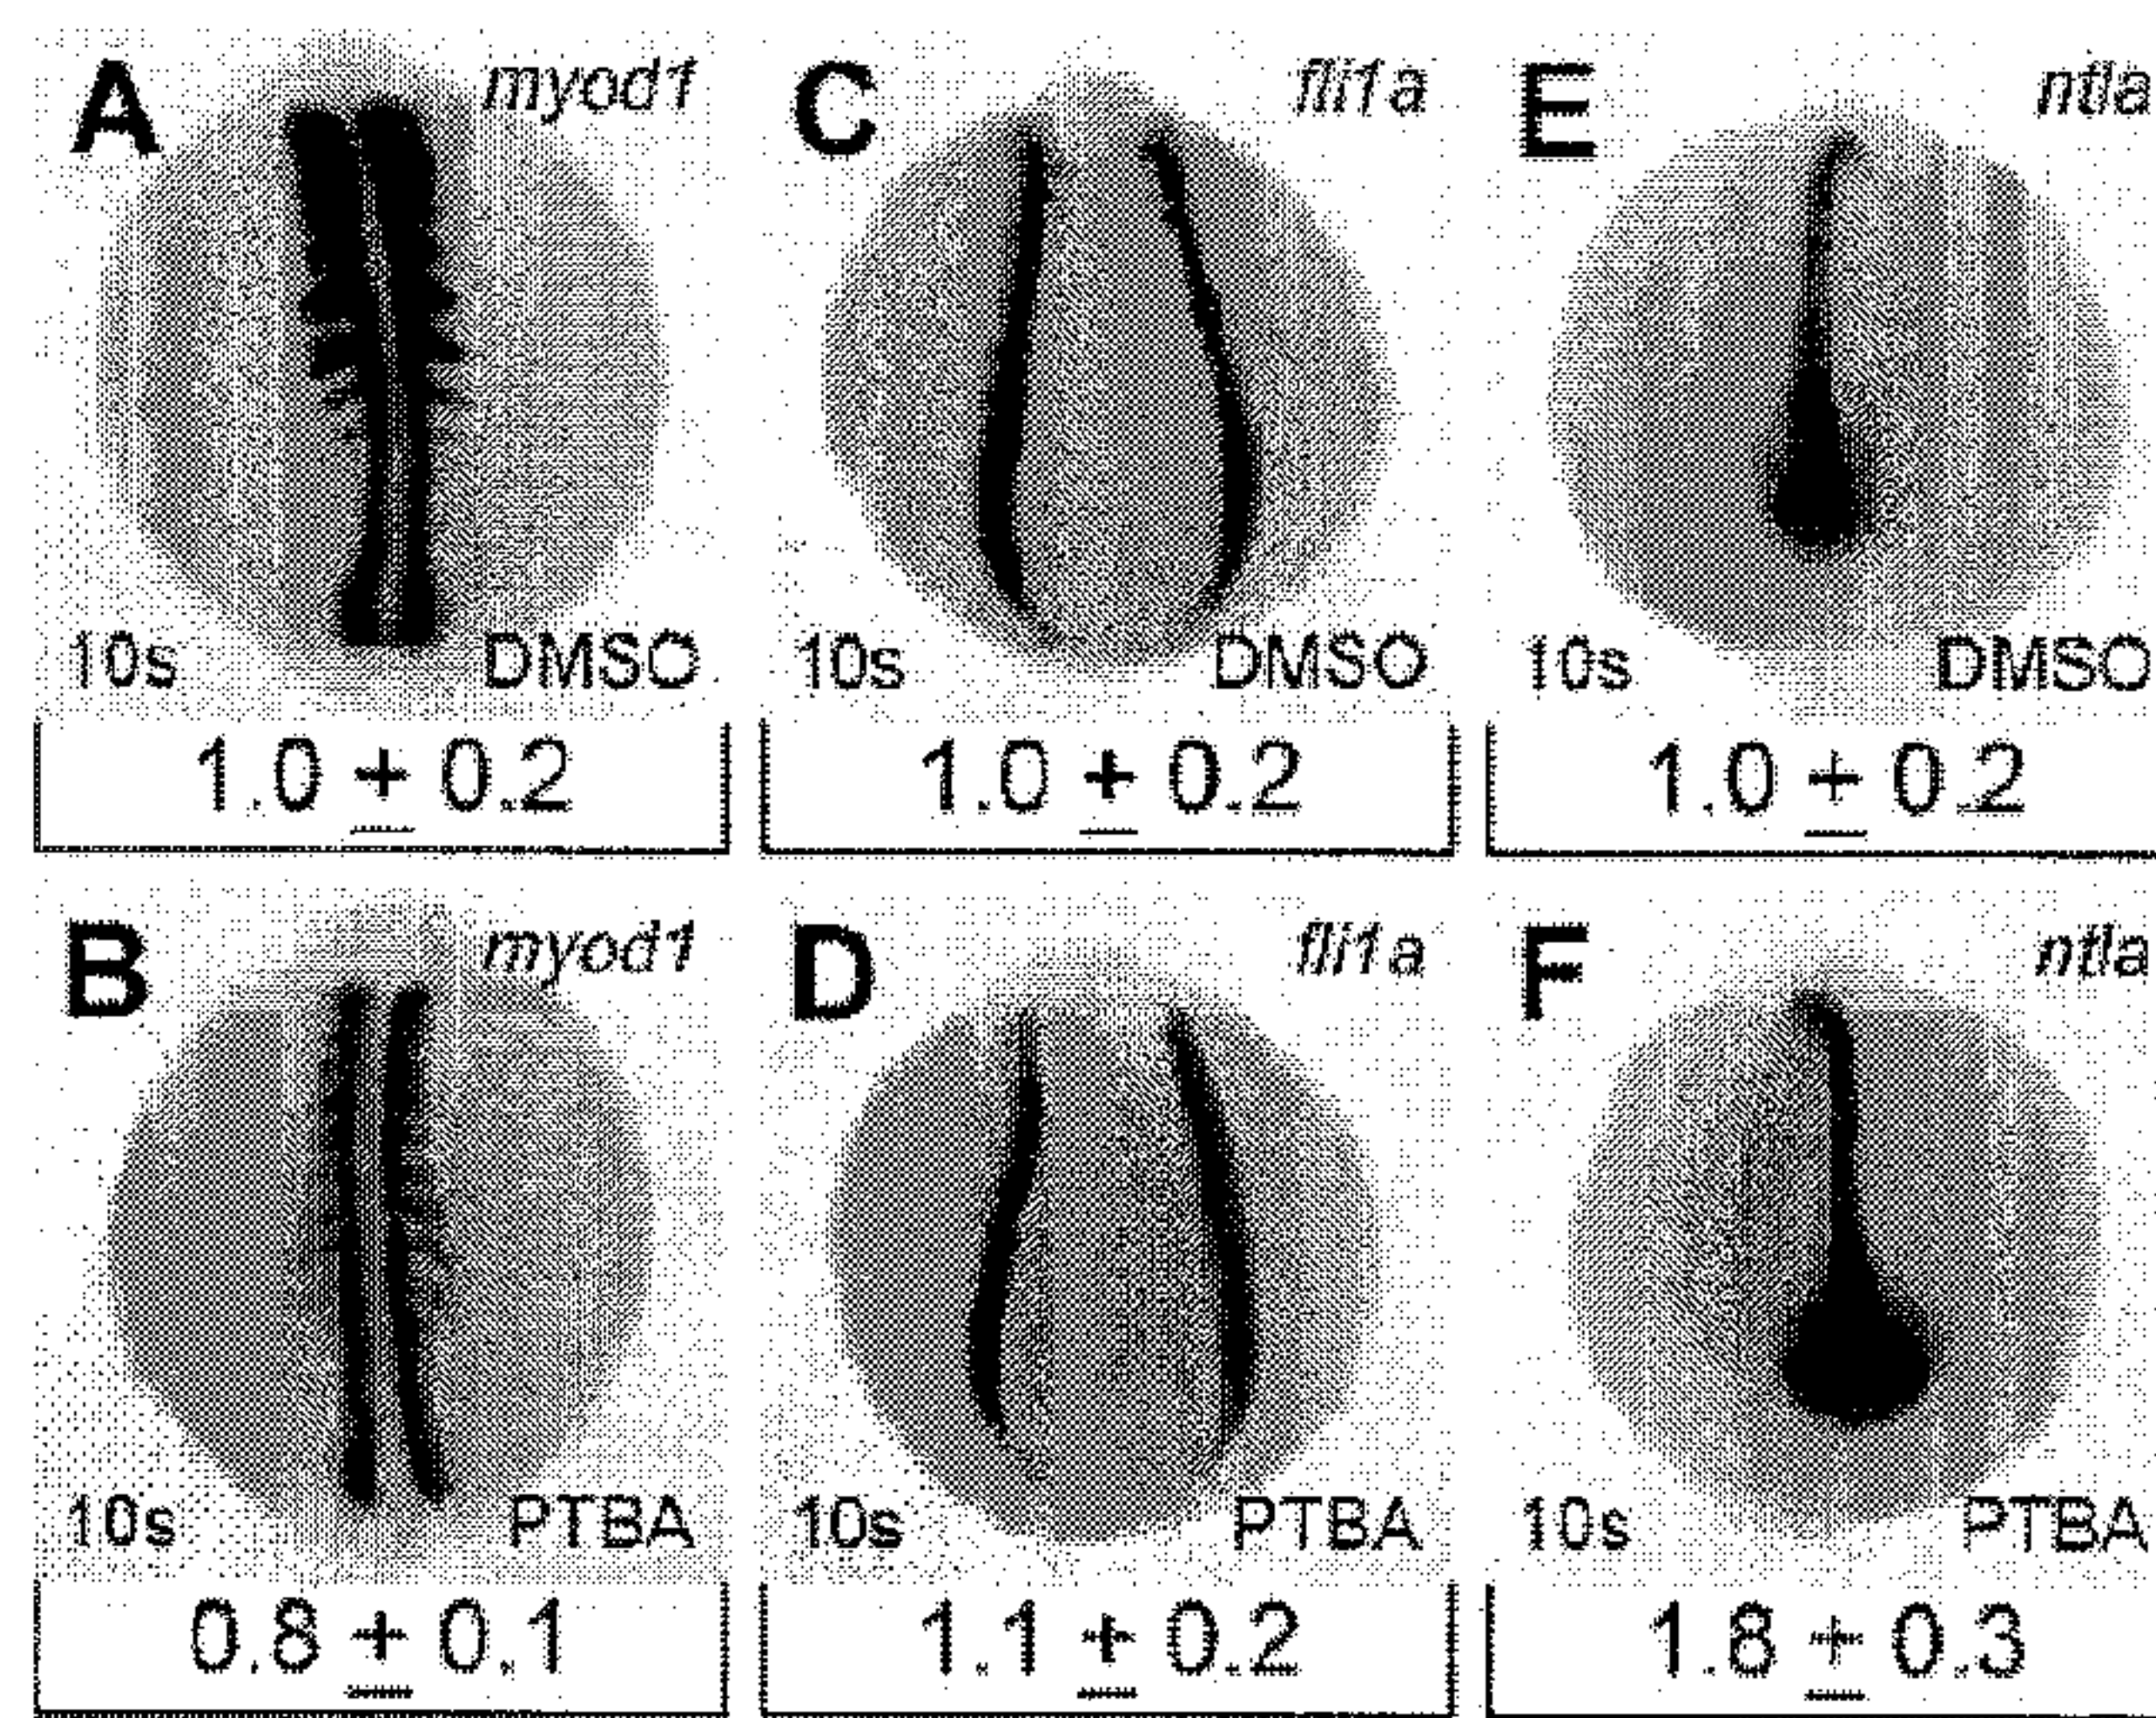 A myod1
10s DMSO
1.0 ± 0.2
C fli1a
10s DMSO
1.0 ± 0.2
E ntla
10s DMSO
1.0 ± 0.2
B myod1
10s PTBA
0.8 ± 0.1
D fli1a
10s PTBA
1.1 ± 0.2
F ntla
10s PTBA
1.8 ± 0.3